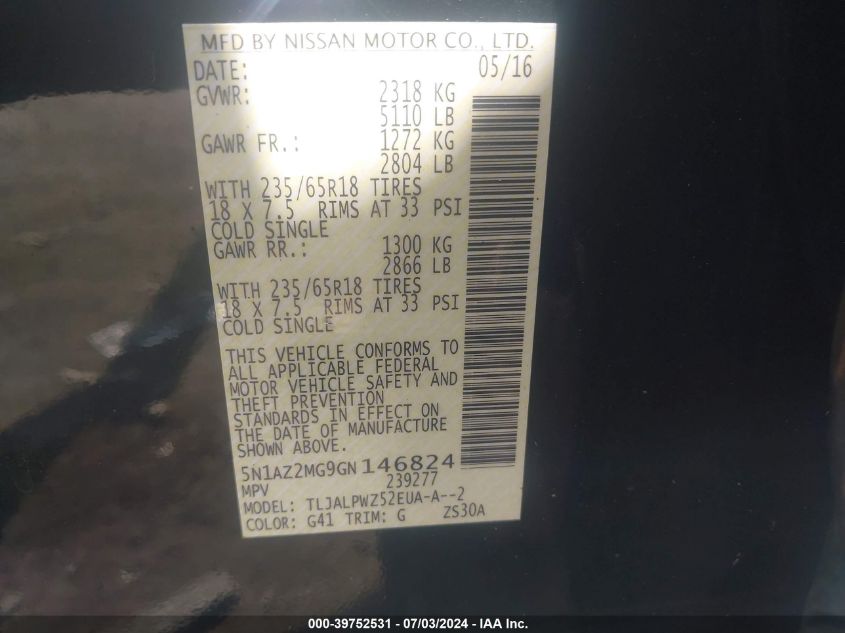 MFD BY NISSAN MOTOR CO., LTD.
DATE: 05/16
GVWR: 2318 KG
5110 LB
GAWR FR.: 1272 KG
2804 LB
WITH 235/65R18 TIRES
18 X 7.5 RIMS AT 33 PSI
COLD SINGLE
GAWR RR.: 1300 KG
2866 LB
WITH 235/65R18 TIRES
18 X 7.5 RIMS AT 33 PSI
COLD SINGLE
THIS VEHICLE CONFORMS TO
ALL APPLICABLE FEDERAL
MOTOR VEHICLE SAFETY AND
THEFT PREVENTION
STANDARDS IN EFFECT ON
THE DATE OF MANUFACTURE
SHOWN ABOVE.
5N1AZ2MG9GN146824
MPV 239277
MODEL: TLJALPWZ52EUA-A--2
COLOR: G41 TRIM: G ZS30A
000-39752531 - 07/03/2024 - IAA Inc.